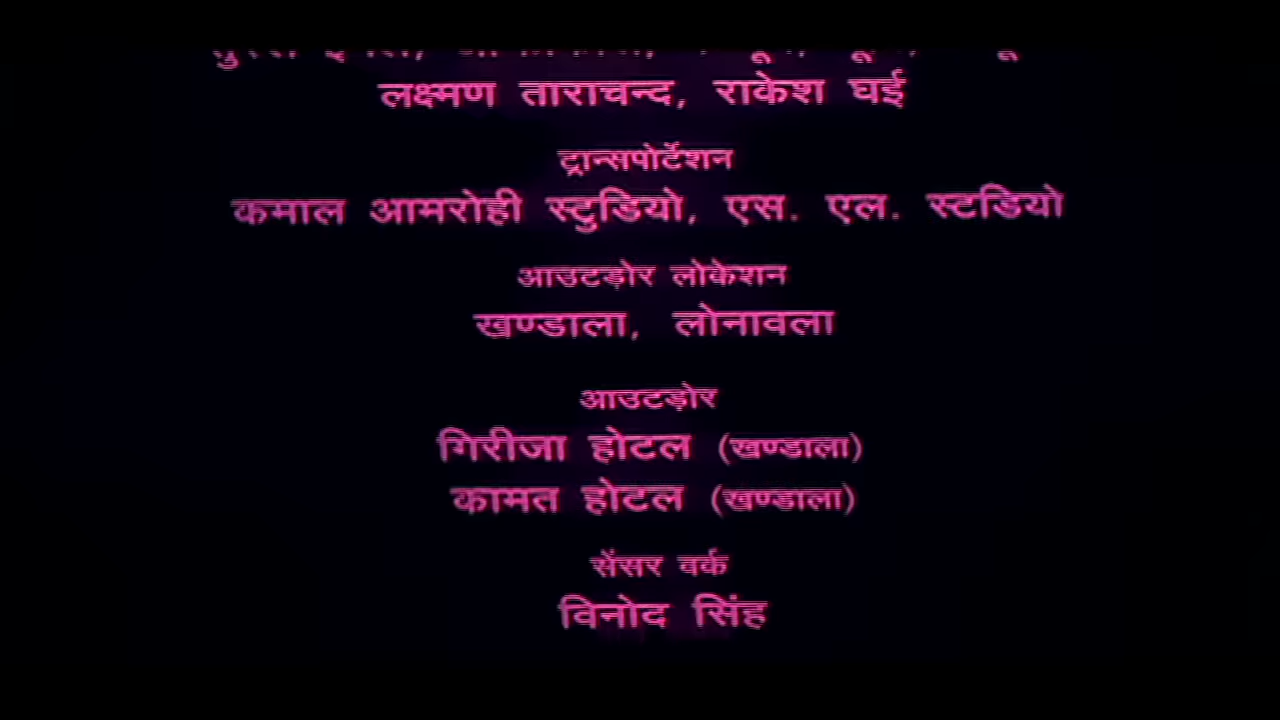 लक्ष्मण ताराचन्द, राकेश घई
ट्रान्सपोर्टेशन
कमाल आमरोही स्टुडियो, एस. एल. स्टडियो
आउटड़ोर लोकेशन
खण्डाला, लोनावला
आउटड़ोर
गिरीजा होटल (खण्डाला)
कामत होटल (खण्डाला)
सेंसर वर्क
विनोद सिंह